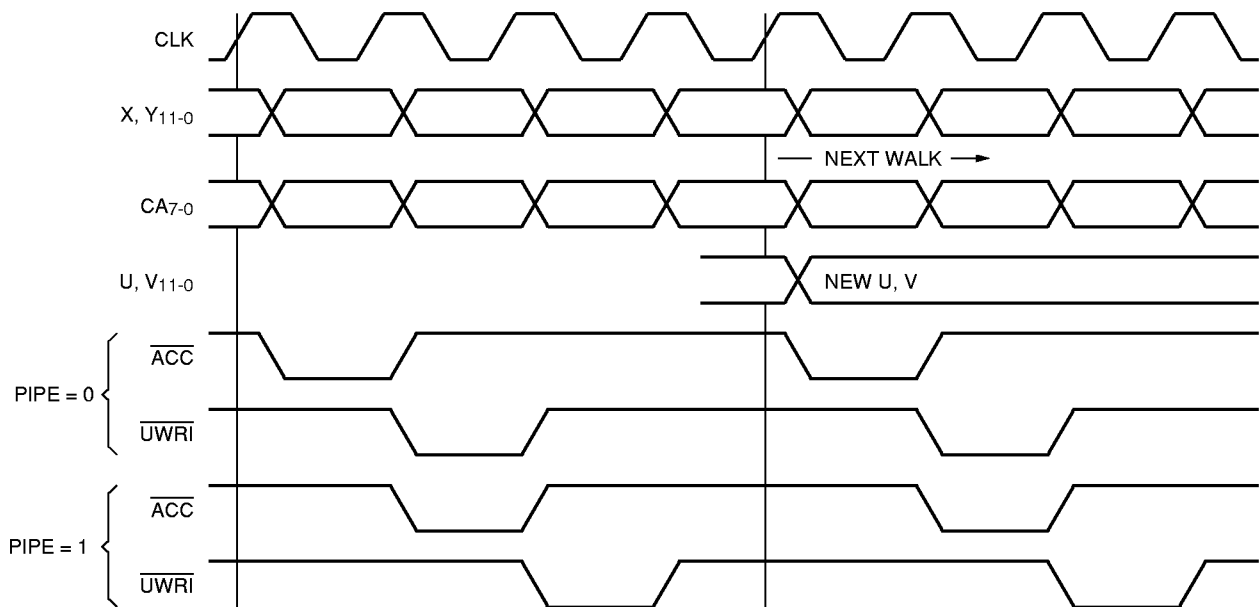 CLK
X, Y11-0
NEXT WALK
CA7-0
U, V11-0
NEW U, V
PIPE = 0
ACC
UWRI
PIPE = 1
ACC
UWRI